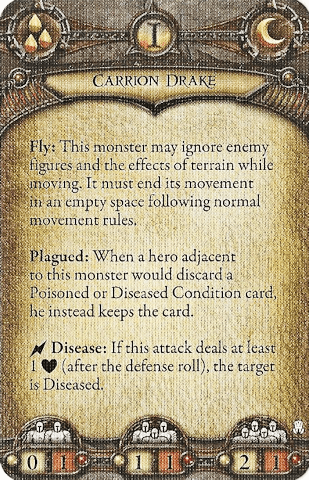 I
Carrion Drake
Fly: This monster may ignore enemy
figures and the effects of terrain while
moving. It must end its movement
in an empty space following normal
movement rules.
Plagued: When a hero adjacent
to this monster would discard a
Poisoned or Diseased Condition card,
he instead keeps the card.
Disease: If this attack deals at least
1 (after the defense roll), the target
is Diseased.
0 1 1 1 2 1